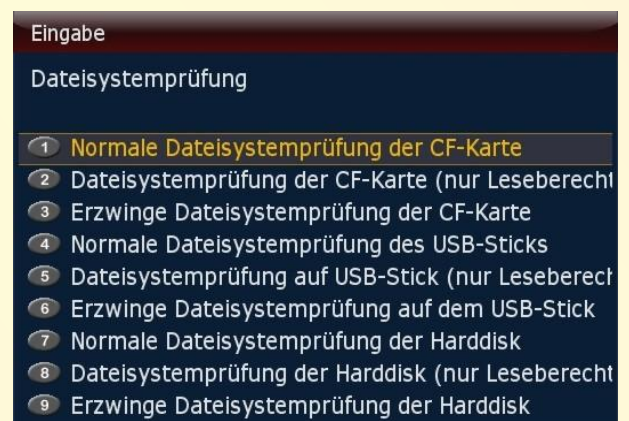 Eingabe
Dateisystemprüfung
1 Normale Dateisystemprüfung der CF-Karte
2 Dateisystemprüfung der CF-Karte (nur Leseberecht
3 Erzwinge Dateisystemprüfung der CF-Karte
4 Normale Dateisystemprüfung des USB-Sticks
5 Dateisystemprüfung auf USB-Stick (nur Leseberech
6 Erzwinge Dateisystemprüfung auf dem USB-Stick
7 Normale Dateisystemprüfung der Harddisk
8 Dateisystemprüfung der Harddisk (nur Leseberecht
9 Erzwinge Dateisystemprüfung der Harddisk